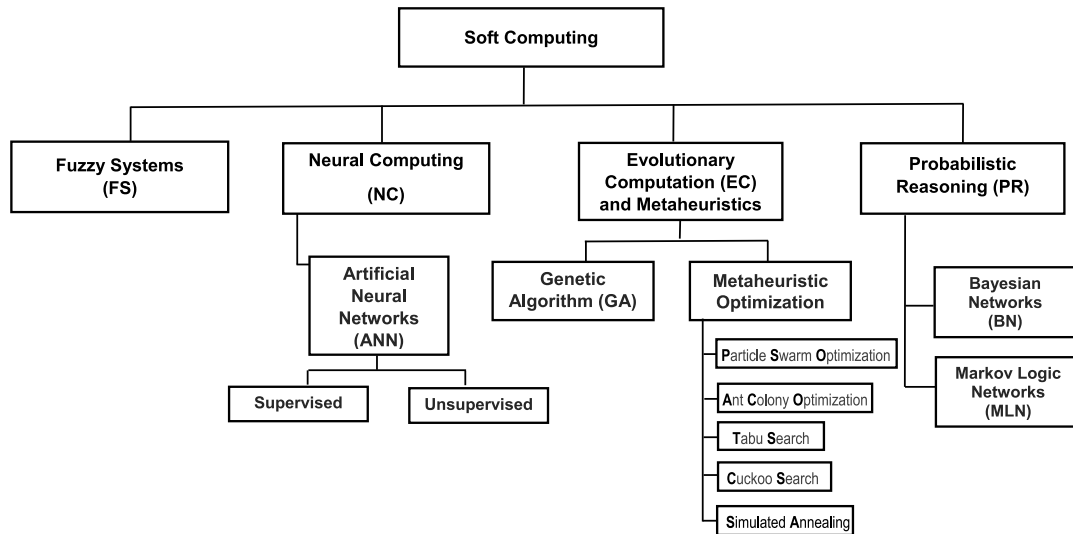 Soft Computing
Fuzzy Systems
(FS)
Neural Computing
(NC)
Evolutionary
Computation (EC)
and Metaheuristics
Probabilistic
Reasoning (PR)
Artificial
Neural
Networks
(ANN)
Supervised
Unsupervised
Genetic
Algorithm (GA)
Metaheuristic
Optimization
Particle Swarm Optimization
Ant Colony Optimization
Tabu Search
Cuckoo Search
Simulated Annealing
Bayesian
Networks
(BN)
Markov Logic
Networks
(MLN)